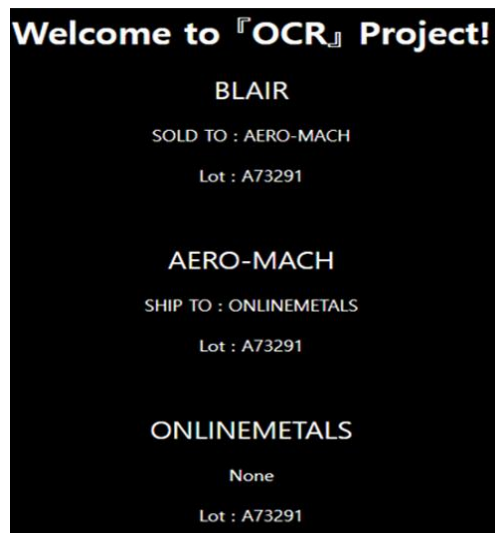 Welcome to『OCR』Project!
BLAIR
SOLD TO : AERO-MACH
Lot : A73291
AERO-MACH
SHIP TO : ONLINEMETALS
Lot : A73291
ONLINEMETALS
None
Lot : A73291